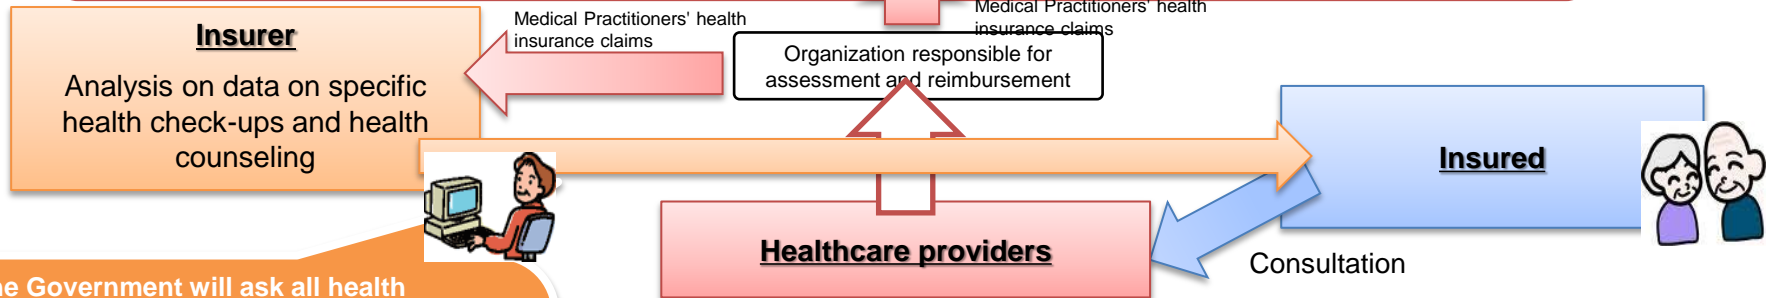 Medical Practitioners' health
insurance claims
Medical Practitioners' health
insurance claims
Insurer
Analysis on data on specific
health check-ups and health
counseling
Organization responsible for
assessment and reimbursement
Insured
Healthcare providers
Consultation
Government will ask all health